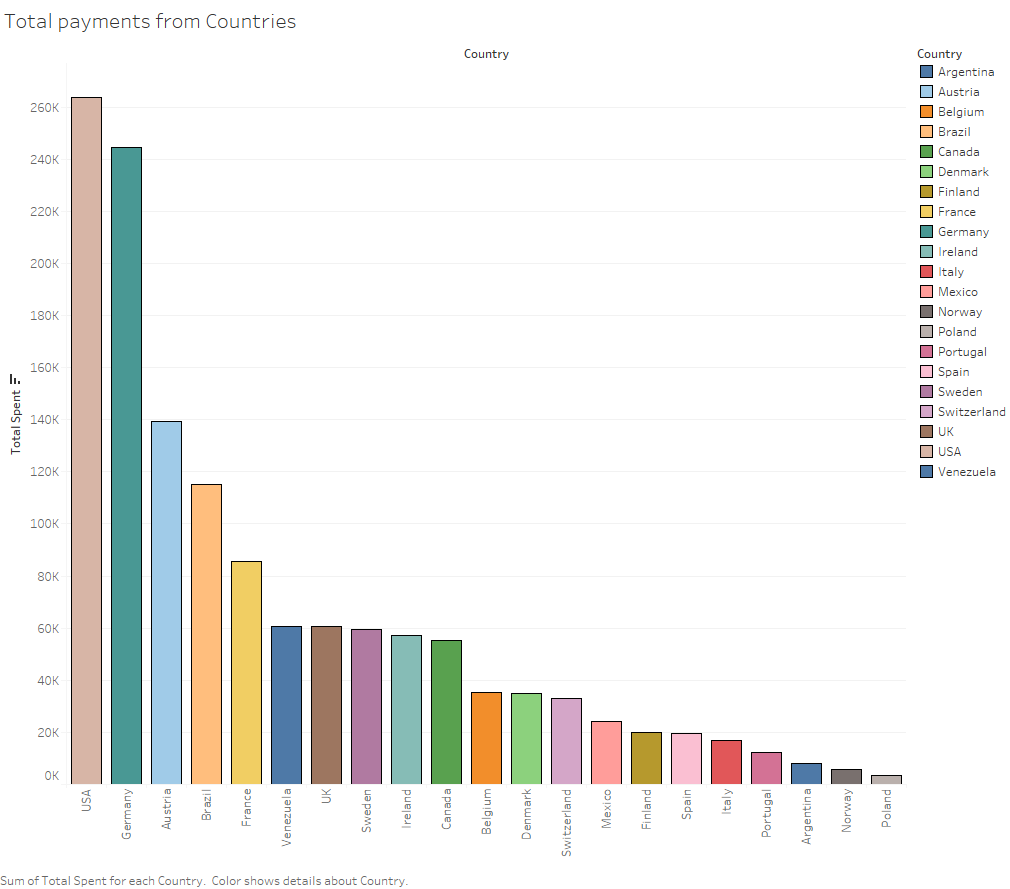 Total payments from Countries
Country
260K
240K
220K
200K
180K
160K
140K
120K
100K
80K
60K
40K
20K
0K
Total Spent
USA
Germany
Austria
Brazil
France
Venezuela
UK
Sweden
Ireland
Canada
Belgium
Denmark
Switzerland
Mexico
Finland
Spain
Italy
Portugal
Argentina
Norway
Poland
Country
Argentina
Austria
Belgium
Brazil
Canada
Denmark
Finland
France
Germany
Ireland
Italy
Mexico
Norway
Poland
Portugal
Spain
Sweden
Switzerland
UK
USA
Venezuela
Sum of Total Spent for each Country. Color shows details about Country.